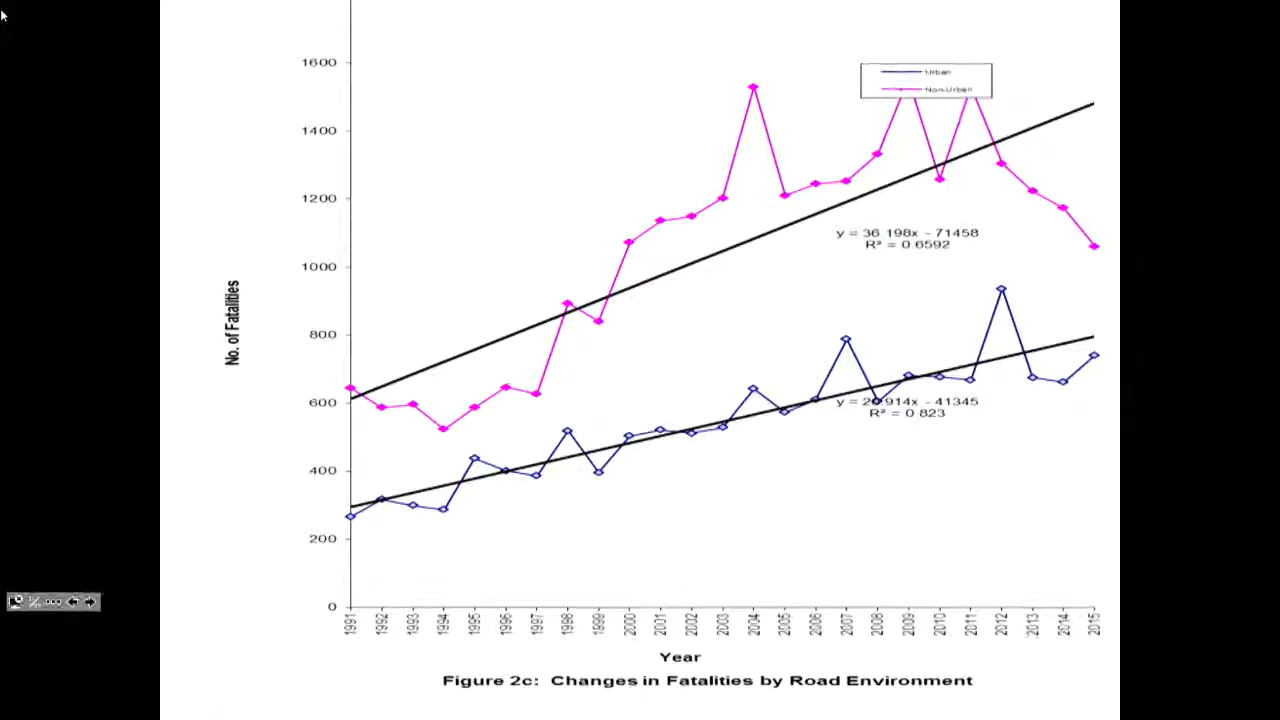 1600
1400
1200
1000
800
600
400
200
0
No. of Fatalities
Urban
Non-Urban
y = 36 198x - 71458
R² = 0.6592
y = 20 914x - 41345
R² = 0 823
1991 1992 1993 1994 1995 1996 1997 1998 1999 2000 2001 2002 2003 2004 2005 2006 2007 2008 2009 2010 2011 2012 2013 2014 2015
Year
Figure 2c: Changes in Fatalities by Road Environment